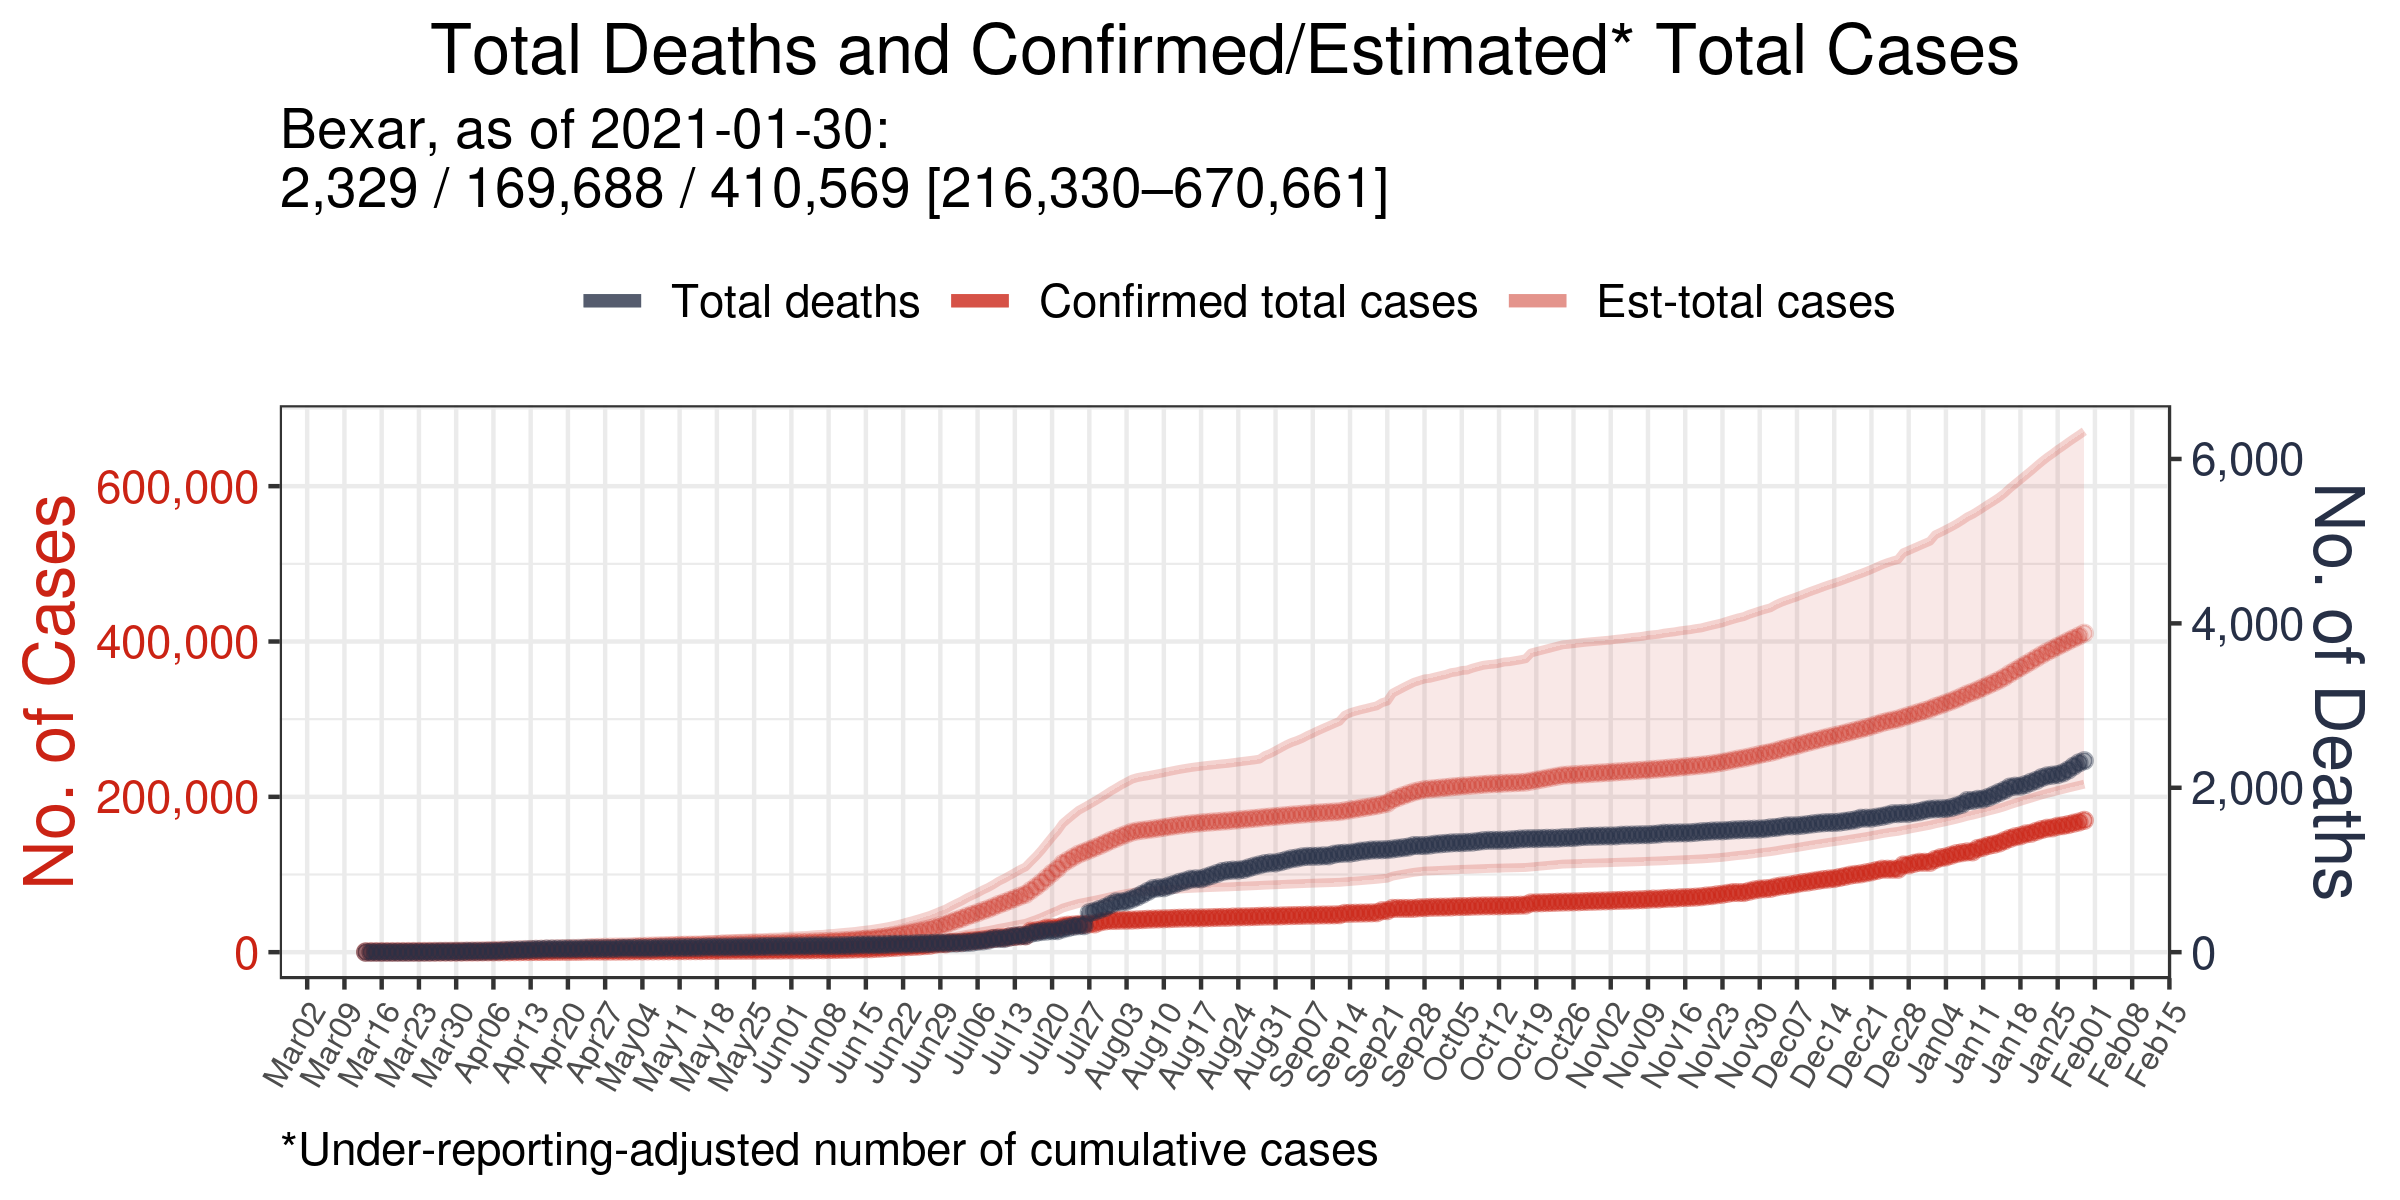 Total Deaths and Confirmed/Estimated* Total Cases
Bexar, as of 2021-01-30:
2,329 / 169,688 / 410,569 [216,330–670,661]
Total deaths
Confirmed total cases
Est-total cases
No. of Cases
600,000
400,000
200,000
0
6,000
4,000
2,000
0
No. of Deaths
Mar02
Mar09
Mar16
Mar23
Mar30
Apr06
Apr13
Apr20
Apr27
May04
May11
May18
May25
Jun01
Jun08
Jun15
Jun22
Jun29
Jul06
Jul13
Jul20
Jul27
Aug03
Aug10
Aug17
Aug24
Aug31
Sep07
Sep14
Sep21
Sep28
Oct05
Oct12
Oct19
Oct26
Nov02
Nov09
Nov16
Nov23
Nov30
Dec07
Dec14
Dec21
Dec28
Jan04
Jan11
Jan18
Jan25
Feb01
Feb08
Feb15
*Under-reporting-adjusted number of cumulative cases